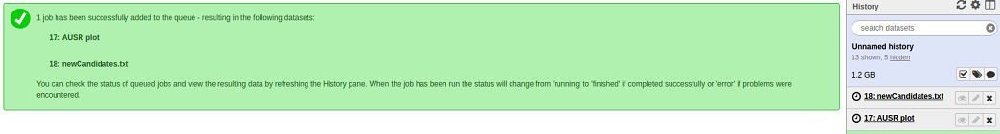 1 job has been successfully added to the queue - resulting in the following datasets:
17: AUSR plot
18: newCandidates.txt
You can check the status of queued jobs and view the resulting data by refreshing the History pane. When the job has been run the status will change from 'running' to 'finished' if completed successfully or 'error' if problems were
encountered.
History
search datasets
Unnamed history
13 shown, 5 hidden
1.2 GB
18: newCandidates.txt
17: AUSR plot